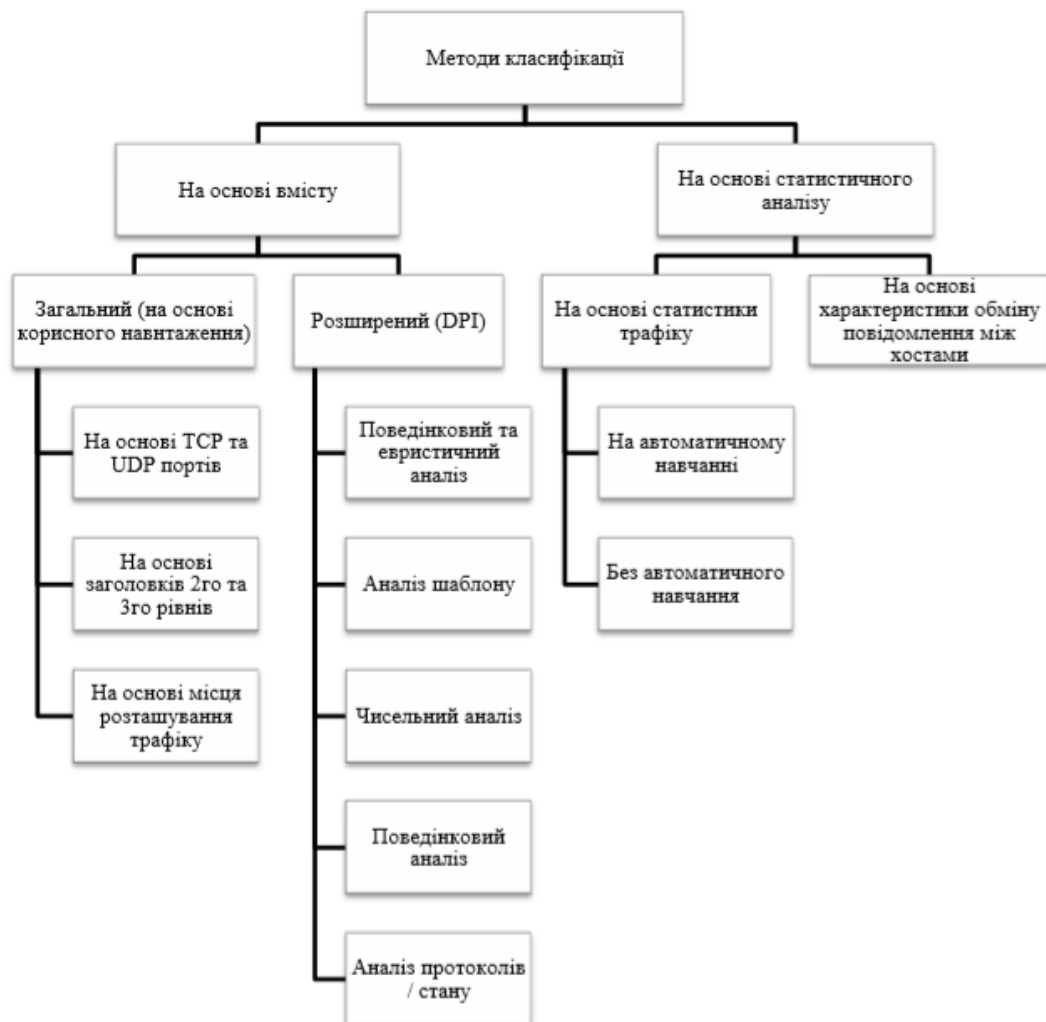 Методи класифікації
На основі вмісту
На основі статистичного
аналізу
Загальний (на основі
корисного навнтаження)
Розширений (DPI)
На основі статистики
трафіку
На основі
характеристики обміну
повідомлення між
хостами
На основі TCP та
UDP портів
На основі
заголовків 2го та
3го рівнів
На основі місця
розташування
трафіку
Поведінковий та
евристичний
аналіз
Аналіз шаблону
Чисельний аналіз
Поведінковий
аналіз
Аналіз протоколів
/ стану
На автоматичному
навчанні
Без автоматичного
навчання